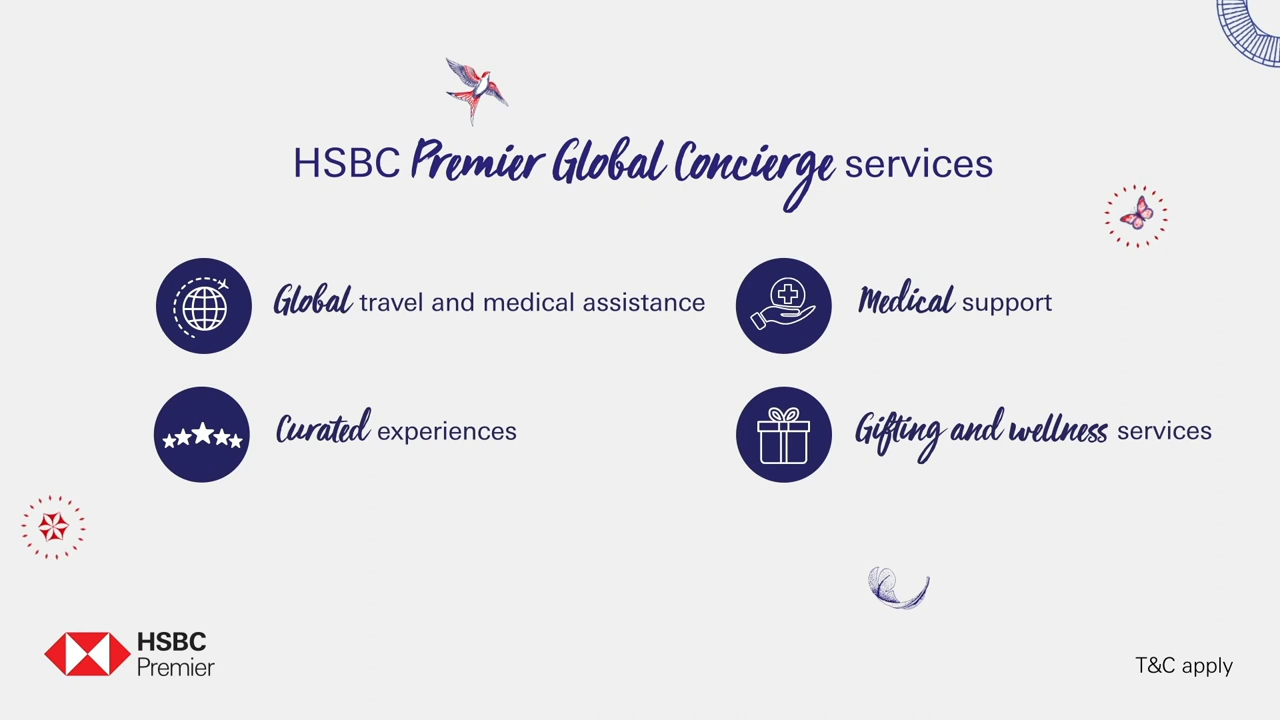 HSBC Premier Global Concierge services
Global travel and medical assistance
Medical support
Curated experiences
Gifting and wellness services
HSBC
Premier
T&C apply